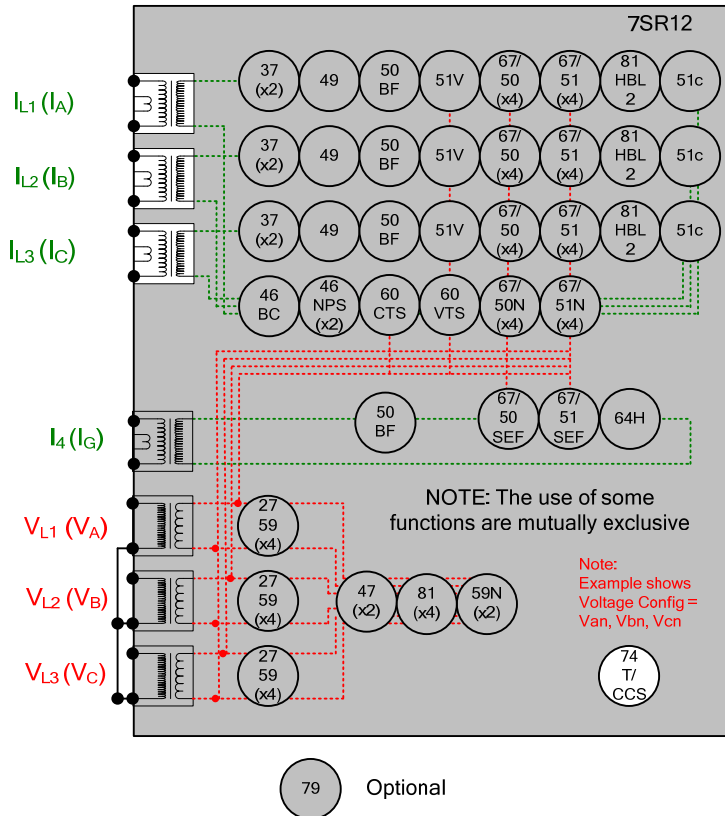 7SR12
37
(x2)
49
50
BF
51V
67/
50
(x4)
67/
51
(x4)
81
HBL
2
51c
IL1 (IA)
37
(x2)
49
50
BF
51V
67/
50
(x4)
67/
51
(x4)
81
HBL
2
51c
IL2 (IB)
37
(x2)
49
50
BF
51V
67/
50
(x4)
67/
51
(x4)
81
HBL
2
51c
IL3 (IC)
46
BC
46
NPS
(x2)
60
CTS
60
VTS
67/
50N
(x4)
67/
51N
(x4)
I4 (IG)
50
BF
67/
50
SEF
67/
51
SEF
64H
NOTE: The use of some
functions are mutually exclusive
VL1 (VA)
27
59
(x4)
VL2 (VB)
27
59
(x4)
47
(x2)
81
(x4)
59N
(x2)
Note:
Example shows
Voltage Config =
Van, Vbn, Vcn
VL3 (VC)
27
59
(x4)
74
T/
CCS
79
Optional